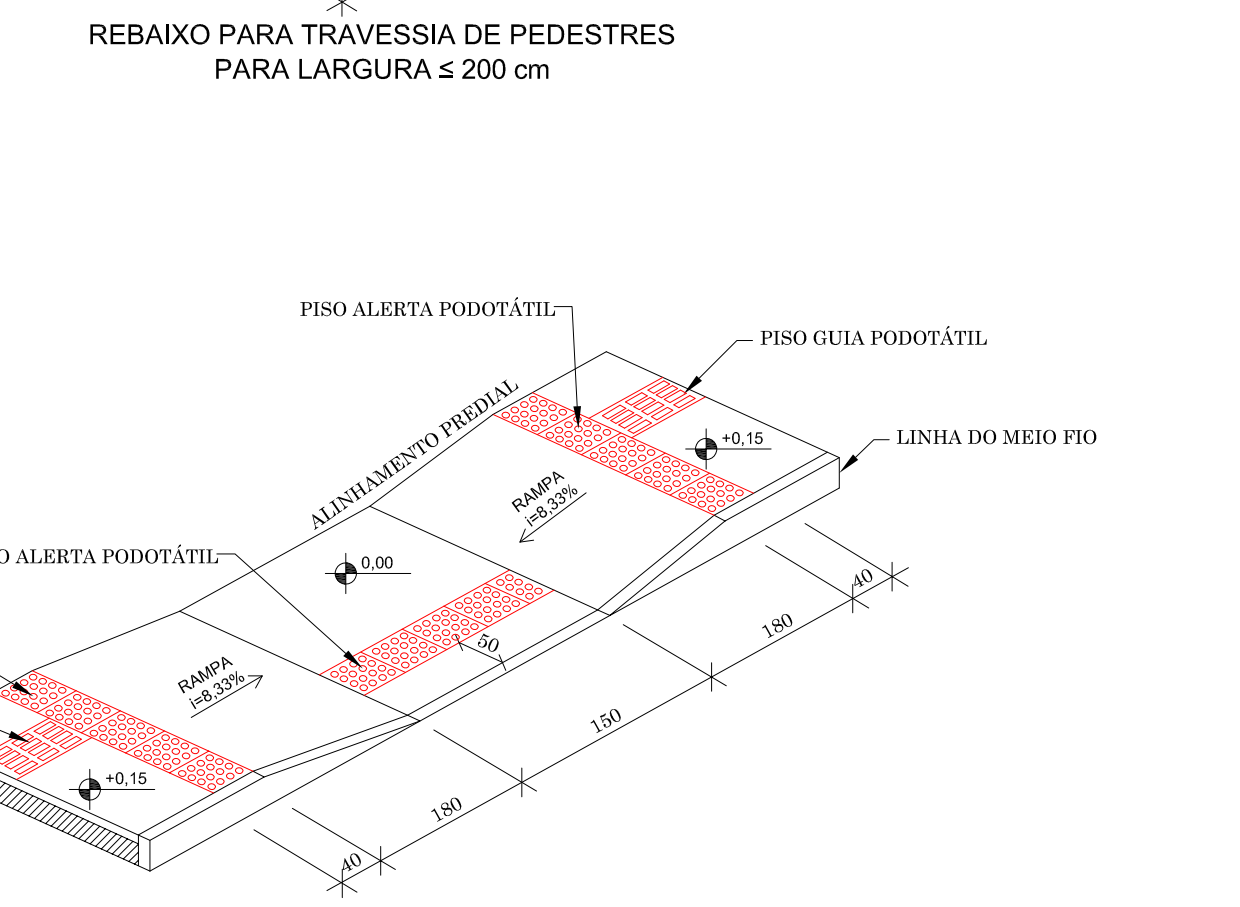 REBAIXO PARA TRAVESSIA DE PEDESTRES
PARA LARGURA ≤ 200 cm
PISO ALERTA PODOTÁTIL
PISO GUIA PODOTÁTIL
ALINHAMENTO PREDIAL
+0,15
LINHA DO MEIO FIO
RAMPA
i=8,33%
O ALERTA PODOTÁTIL
0,00
40
180
50
RAMPA
i=8,33%
150
+0,15
180
40